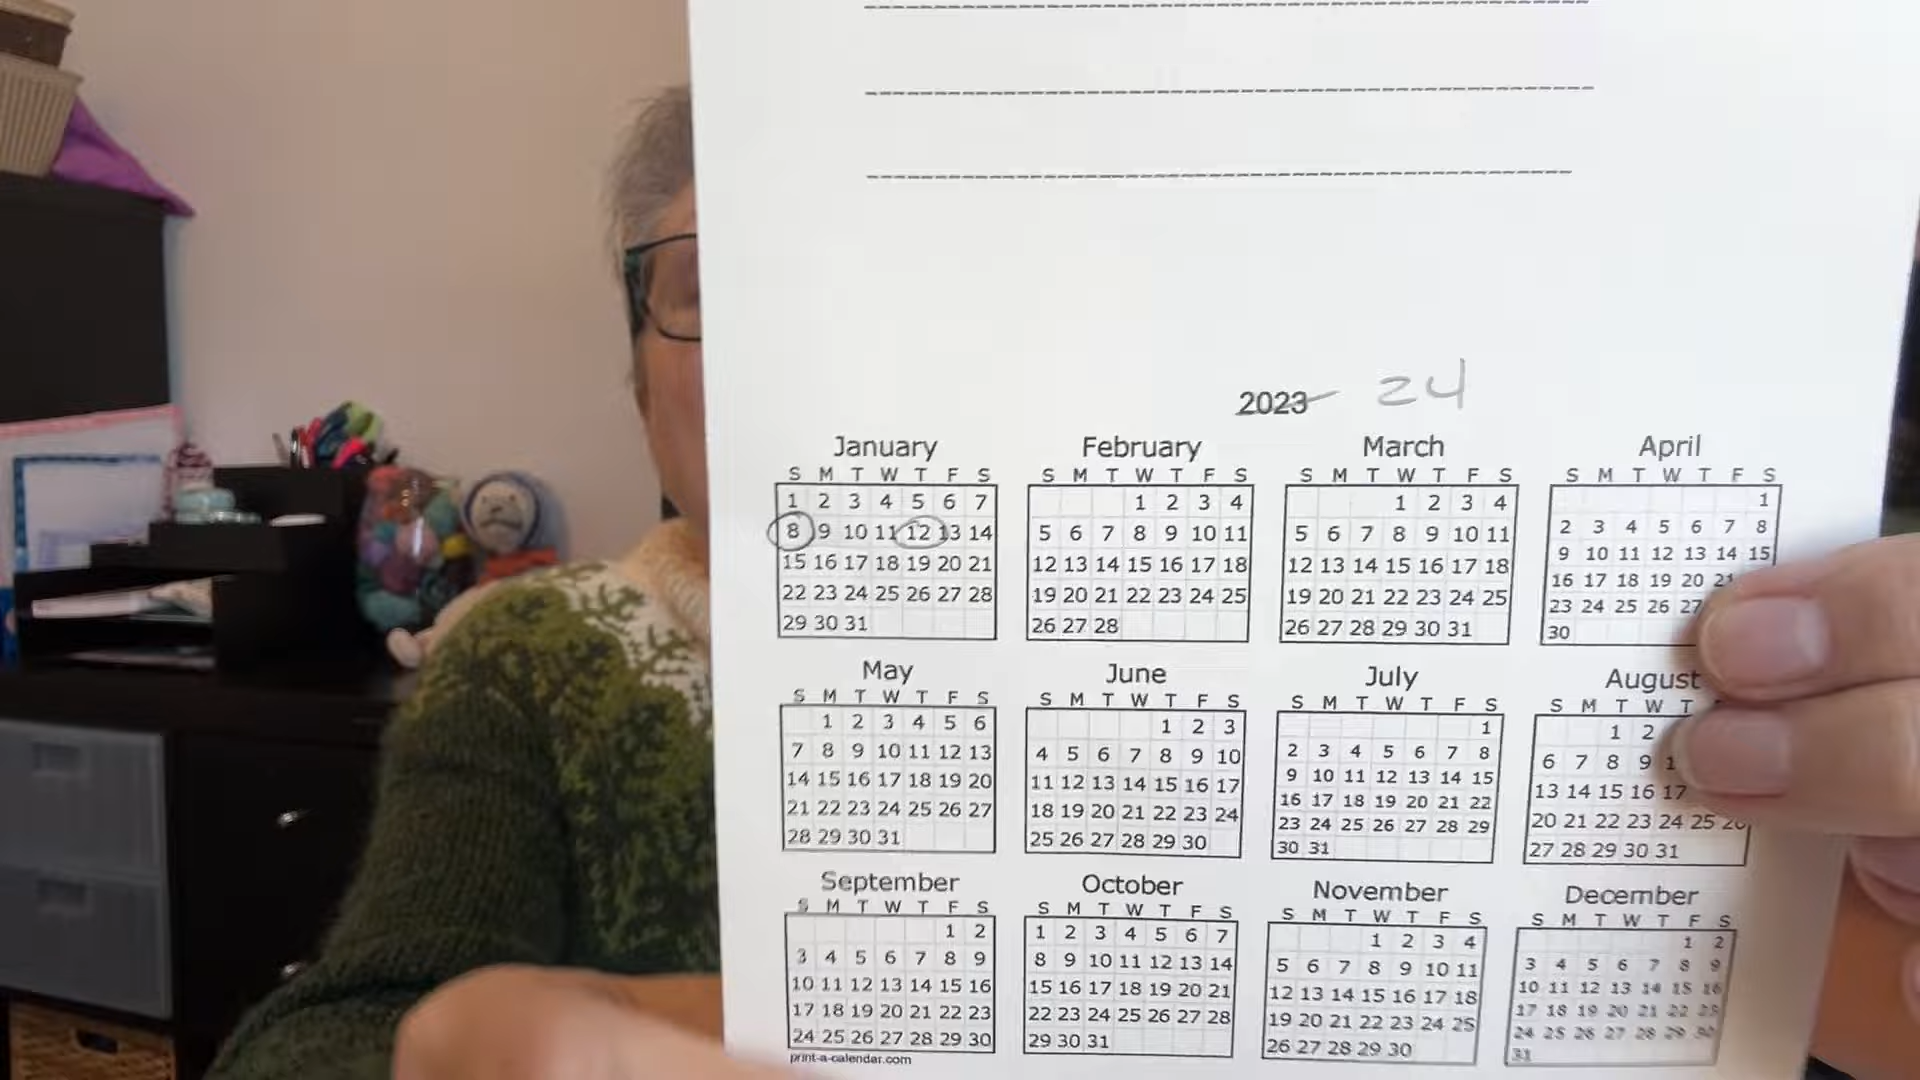 2023 24
January February March April
S M T W T F S S M T W T F S S M T W T F S S M T W T F S
1 2 3 4 5 6 7 1 2 3 4 1 2 3 4 1
8 9 10 11 12 13 14 5 6 7 8 9 10 11 5 6 7 8 9 10 11 2 3 4 5 6 7 8
15 16 17 18 19 20 21 12 13 14 15 16 17 18 12 13 14 15 16 17 18 9 10 11 12 13 14 15
22 23 24 25 26 27 28 19 20 21 22 23 24 25 19 20 21 22 23 24 25 16 17 18 19 20 21
29 30 31 26 27 28 26 27 28 29 30 31 23 24 25 26 27
30
May June July August
S M T W T F S S M T W T F S S M T W T F S S M T W T
1 2 3 4 5 6 1 2 3 1 1 2
7 8 9 10 11 12 13 4 5 6 7 8 9 10 2 3 4 5 6 7 8 6 7 8 9
14 15 16 17 18 19 20 11 12 13 14 15 16 17 9 10 11 12 13 14 15 13 14 15 16 17
21 22 23 24 25 26 27 18 19 20 21 22 23 24 16 17 18 19 20 21 22 20 21 22 23 24 25 26
28 29 30 31 25 26 27 28 29 30 23 24 25 26 27 28 29 27 28 29 30 31
30 31
September October November December
S M T W T F S S M T W T F S S M T W T F S S M T W T F S
1 2 1 2 3 4 5 6 7 1 2 3 4 1 2
3 4 5 6 7 8 9 8 9 10 11 12 13 14 5 6 7 8 9 10 11 3 4 5 6 7 8 9
10 11 12 13 14 15 16 15 16 17 18 19 20 21 12 13 14 15 16 17 18 10 11 12 13 14 15 16
17 18 19 20 21 22 23 22 23 24 25 26 27 28 19 20 21 22 23 24 25 17 18 19 20 21 22 23
24 25 26 27 28 29 30 29 30 31 26 27 28 29 30 24 25 26 27 28 29 30
31
print-a-calendar.com